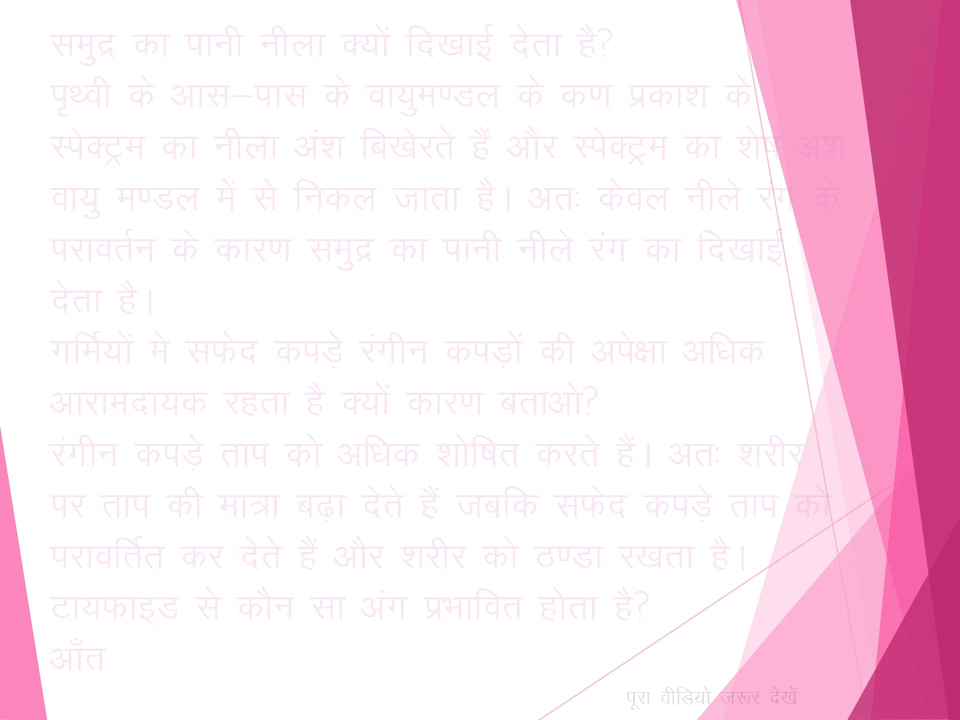 समुद्र का पानी नीला क्यों दिखाई देता है?
पृथ्वी के आस–पास के वायुमण्डल के कण प्रकाश के
स्पेक्ट्रम का नीला अंश बिखेरते हैं और स्पेक्ट्रम का शेष अंश
वायु मण्डल में से निकल जाता है। अतः केवल नीले रंग के
परावर्तन के कारण समुद्र का पानी नीले रंग का दिखाई
देता है।
गर्मियों मे सफेद कपड़े रंगीन कपड़ों की अपेक्षा अधिक
आरामदायक रहता है क्यों कारण बताओ?
रंगीन कपड़े ताप को अधिक शोषित करते हैं। अतः शरीर
पर ताप की मात्रा बढ़ा देते हैं जबकि सफेद कपड़े ताप को
परावर्तित कर देते हैं और शरीर को ठण्डा रखता है।
टायफाइड से कौन सा अंग प्रभावित होता है?
आँत
पूरा वीडियो जरूर देखें